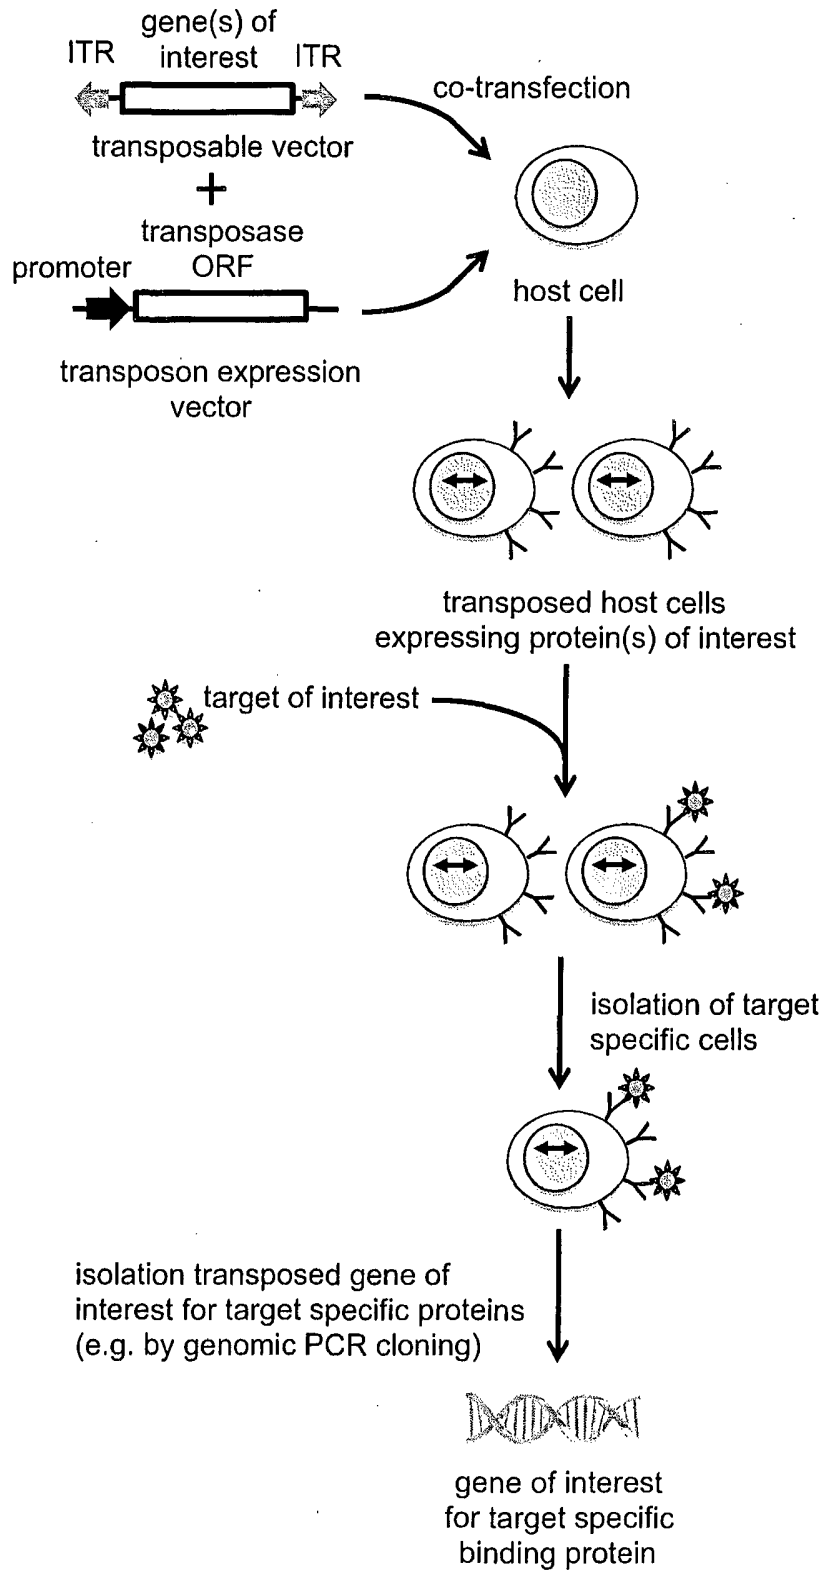 gene(s) of
interest
ITR
ITR
transposable vector
+
transposase
ORF
promoter
transposon expression
vector
co-transfection
host cell
transposed host cells
expressing protein(s) of interest
target of interest
isolation of target
specific cells
isolation transposed gene of
interest for target specific proteins
(e.g. by genomic PCR cloning)
gene of interest
for target specific
binding protein